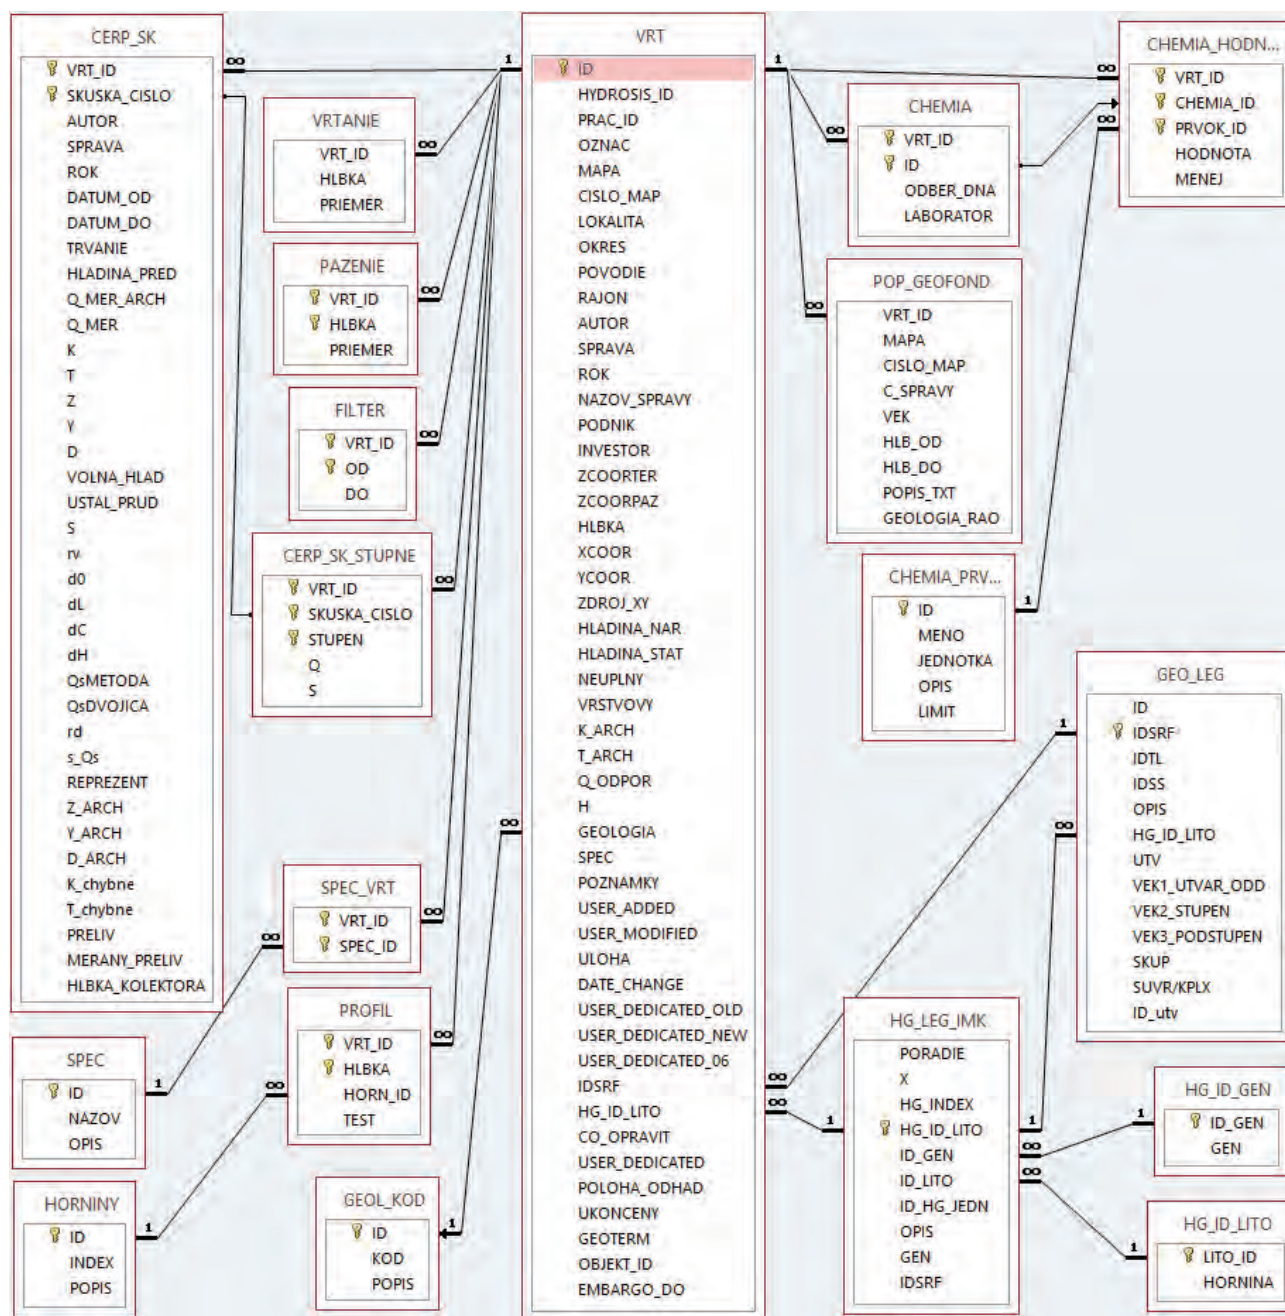 CERP_SK
VRT_ID
SKUSKA_CISLO
AUTOR
SPRAVA
ROK
DATUM_OD
DATUM_DO
TRVANIE
HLADINA_PRED
Q_MER_ARCH
Q_MER
K
T
Z
Y
D
VOLNA_HLAD
USTAL_PRUD
S
rv
d0
dL
dC
dH
QsMETODA
QsDVOJICA
rd
s_Qs
REPREZENT
Z_ARCH
Y_ARCH
D_ARCH
K_chybne
T_chybne
PRELIV
MERANY_PRELIV
HLBKA_KOLEKTORA
SPEC
ID
NAZOV
OPIS
HORNINY
ID
INDEX
POPIS
VRTANIE
VRT_ID
HLBKA
PRIEMER
PAZENIE
VRT_ID
HLBKA
PRIEMER
FILTER
VRT_ID
OD
DO
CERP_SK_STUPNE
VRT_ID
SKUSKA_CISLO
STUPEN
Q
S
SPEC_VRT
VRT_ID
SPEC_ID
PROFIL
VRT_ID
HLBKA
HORN_ID
TEST
GEOL_KOD
ID
KOD
POPIS
VRT
ID
HYDROSIS_ID
PRAC_ID
OZNAC
MAPA
CISLO_MAP
LOKALITA
OKRES
POVODIE
RAJON
AUTOR
SPRAVA
ROK
NAZOV_SPRAVY
PODNIK
INVESTOR
ZCOORTER
ZCOORPAZ
HLBKA
XCOOR
YCOOR
ZDROJ_XY
HLADINA_NAR
HLADINA_STAT
NEUPLNY
VRSTVOVY
K_ARCH
T_ARCH
Q_ODPOR
H
GEOLOGIA
SPEC
POZNAMKY
USER_ADDED
USER_MODIFIED
ULOHA
DATE_CHANGE
USER_DEDICATED_OLD
USER_DEDICATED_NEW
USER_DEDICATED_06
IDSRF
HG_ID_LITO
CO_OPRAVIT
USER_DEDICATED
POLOHA_ODHAD
UKONCENY
GEOTERM
OBJEKT_ID
EMBARGO_DO
CHEMIA
VRT_ID
ID
ODBER_DNA
LABORATOR
POP_GEOFOND
VRT_ID
MAPA
CISLO_MAP
C_SPRAVY
VEK
HLB_OD
HLB_DO
POPIS_TXT
GEOLOGIA_RAO
CHEMIA_PRV...
ID
MENO
JEDNOTKA
OPIS
LIMIT
HG_LEG_IMK
PORADIE
X
HG_INDEX
HG_ID_LITO
ID_GEN
ID_LITO
ID_HG_JEDN
OPIS
GEN
IDSRF
CHEMIA_HODN...
VRT_ID
CHEMIA_ID
PRVOK_ID
HODNOTA
MENEJ
GEO_LEG
ID
IDSRF
IDTL
IDSS
OPIS
HG_ID_LITO
UTV
VEK1_UTVAR_ODD
VEK2_STUPEN
VEK3_PODSTUPEN
SKUP
SUVR/KPLX
ID_utv
HG_ID_GEN
ID_GEN
GEN
HG_ID_LITO
LITO_ID
HORNINA